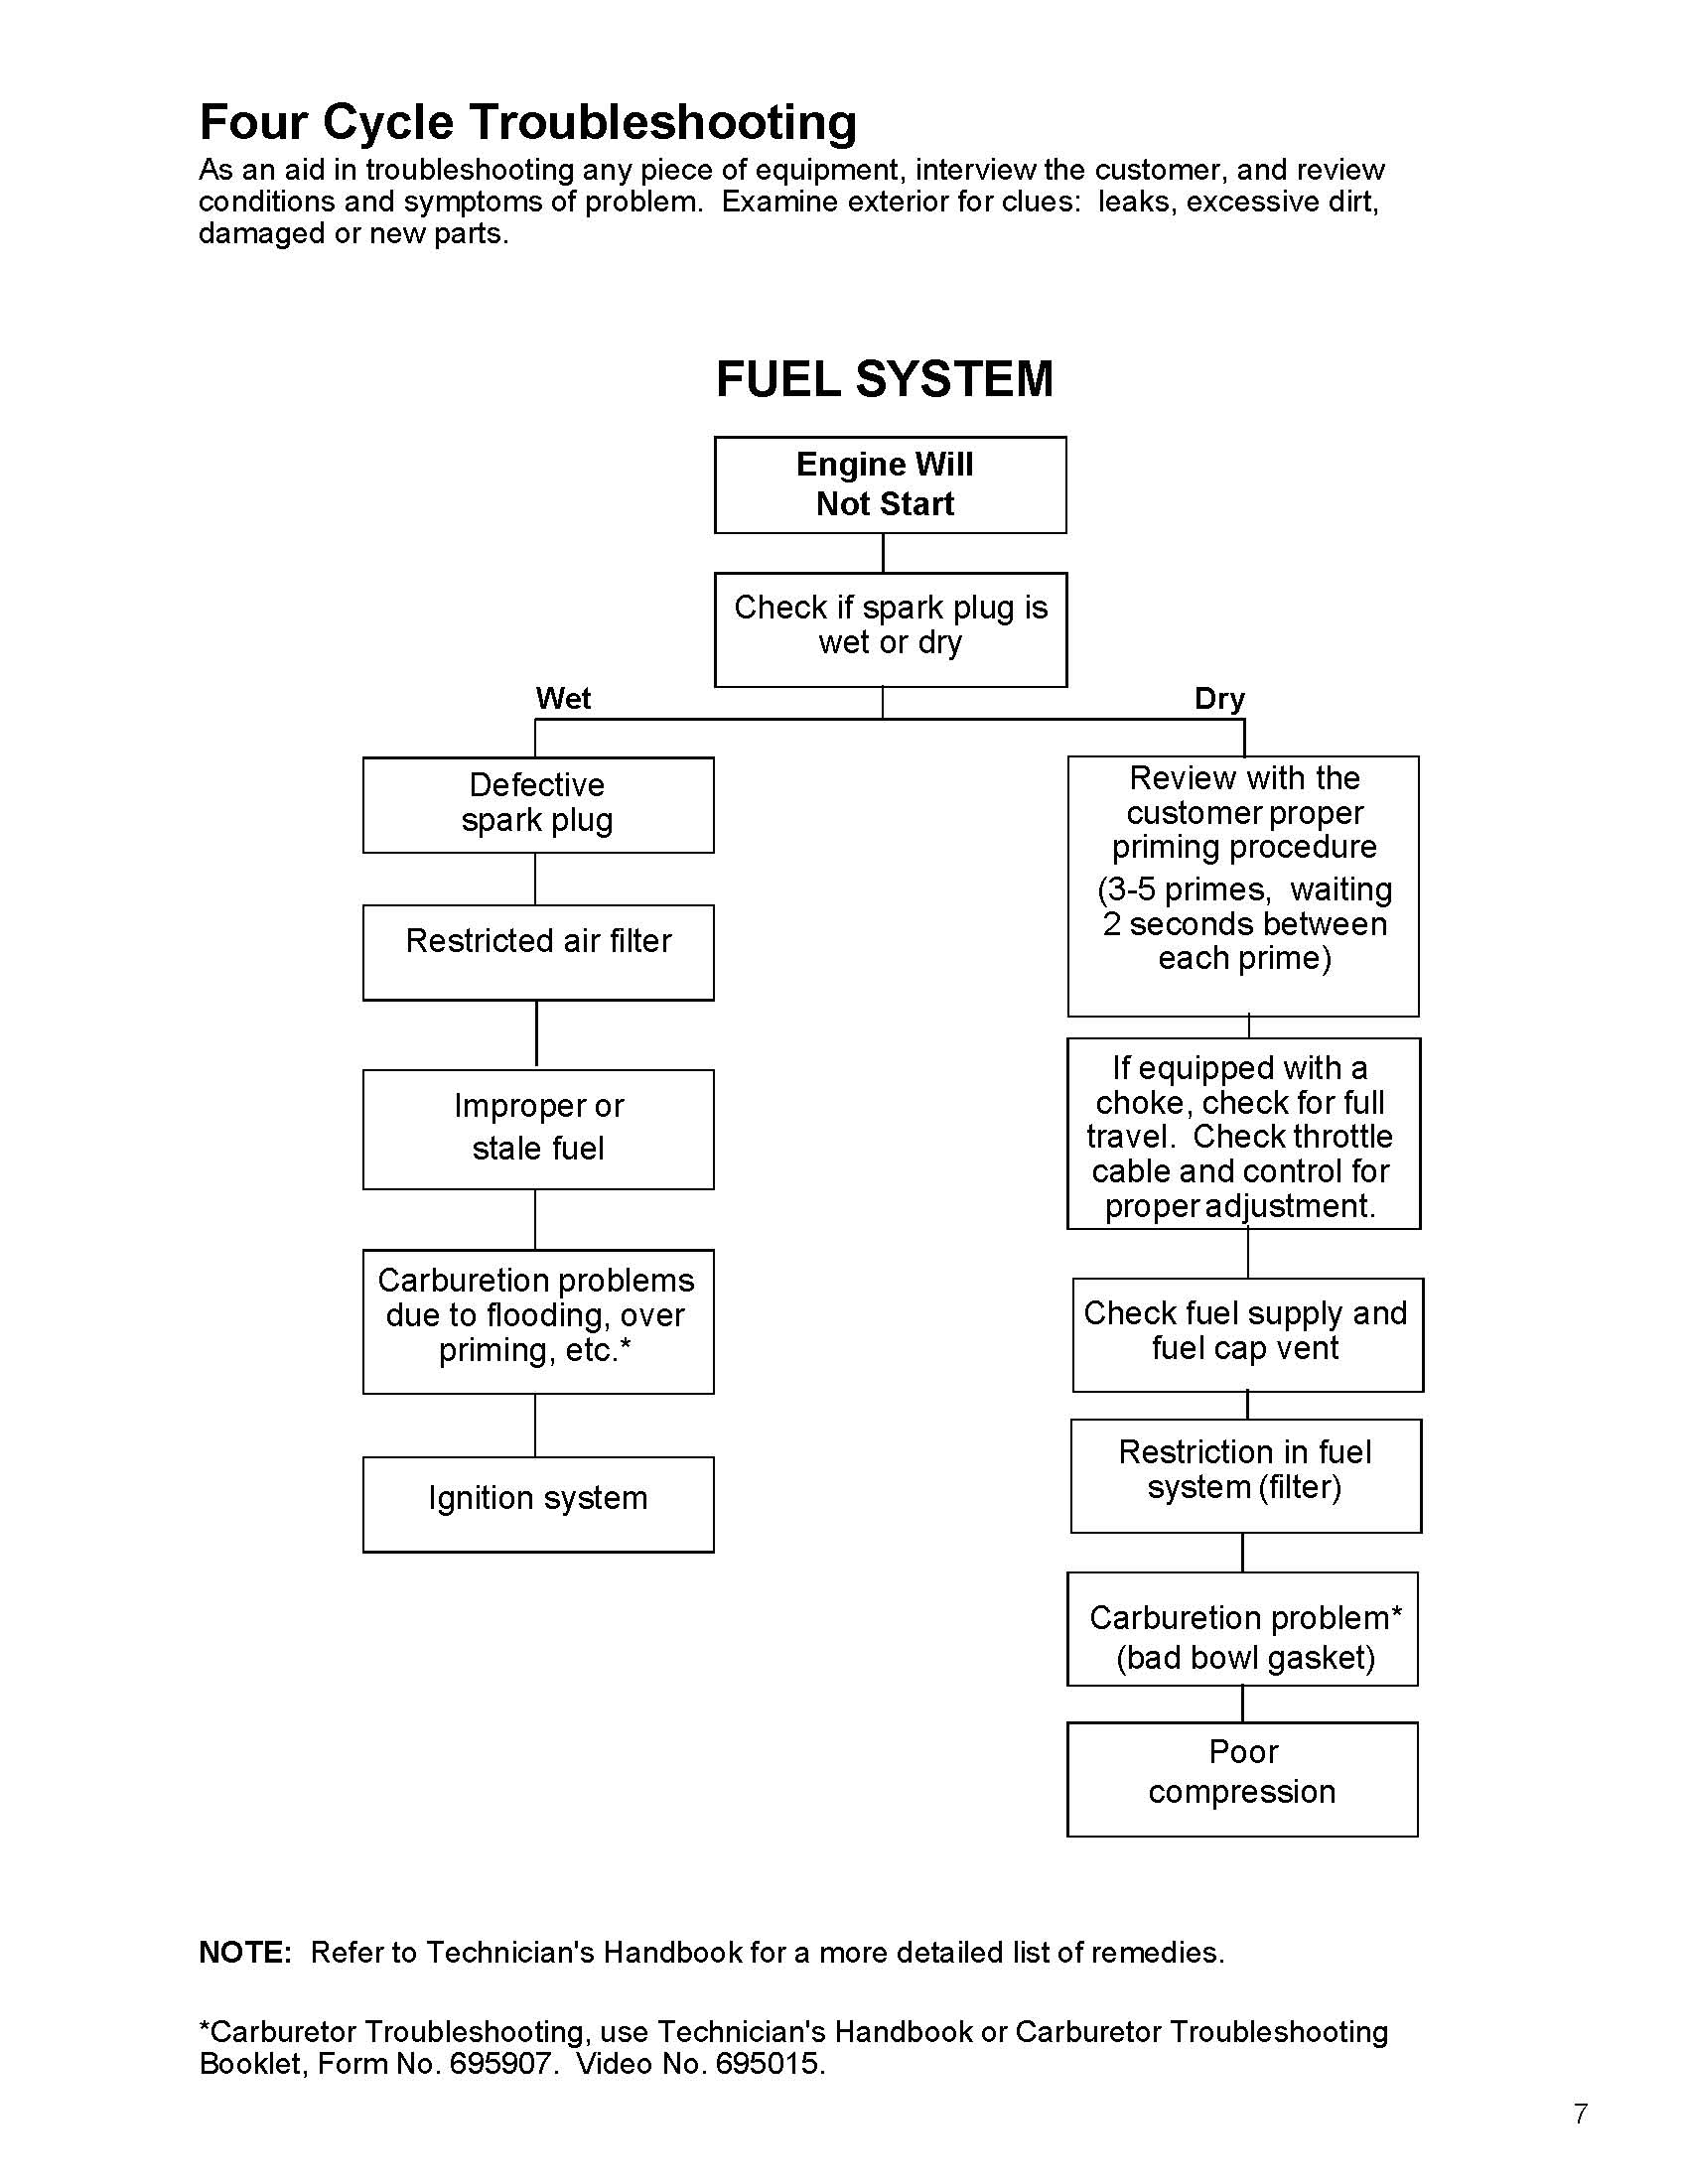 Four Cycle Troubleshooting
As an aid in troubleshooting any piece of equipment, interview the customer, and review
conditions and symptoms of problem.  Examine exterior for clues:  leaks, excessive dirt,
damaged or new parts.
FUEL SYSTEM
Engine Will
Not Start
Check if spark plug is
wet or dry
Wet
Defective
spark plug
Restricted air filter
Improper or
stale fuel
Carburetion problems
due to flooding, over
priming, etc.*
Ignition system
Dry
Review with the
customer proper
priming procedure
(3-5 primes,  waiting
2 seconds between
each prime)
If equipped with a
choke, check for full
travel.  Check throttle
cable and control for
proper adjustment.
Check fuel supply and
fuel cap vent
Restriction in fuel
system (filter)
Carburetion problem*
(bad bowl gasket)
Poor
compression
NOTE:  Refer to Technician's Handbook for a more detailed list of remedies.
*Carburetor Troubleshooting, use Technician's Handbook or Carburetor Troubleshooting
Booklet, Form No. 695907.  Video No. 695015.
7